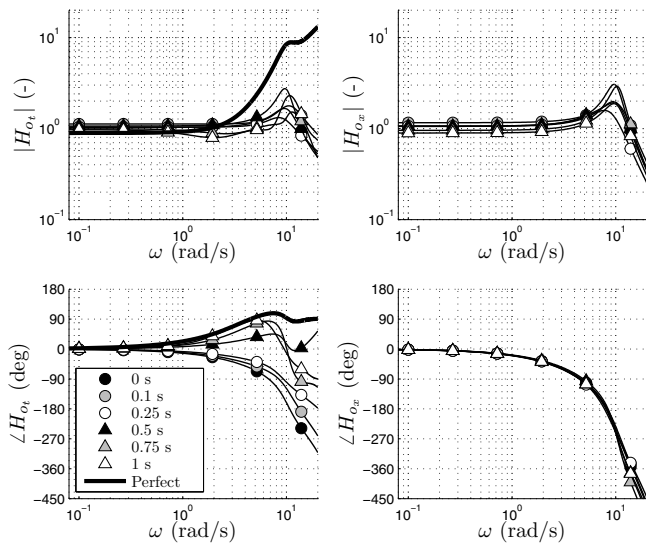 10^1
10^0
10^-1
|H_{o_t}| (-)
10^-1
10^0
10^1
ω (rad/s)
10^1
10^0
10^-1
|H_{o_x}| (-)
10^-1
10^0
10^1
ω (rad/s)
180
90
0
-90
-180
-270
-360
-450
∠H_{o_t} (deg)
0 s
0.1 s
0.25 s
0.5 s
0.75 s
1 s
Perfect
10^-1
10^0
10^1
ω (rad/s)
180
90
0
-90
-180
-270
-360
-450
∠H_{o_x} (deg)
10^-1
10^0
10^1
ω (rad/s)